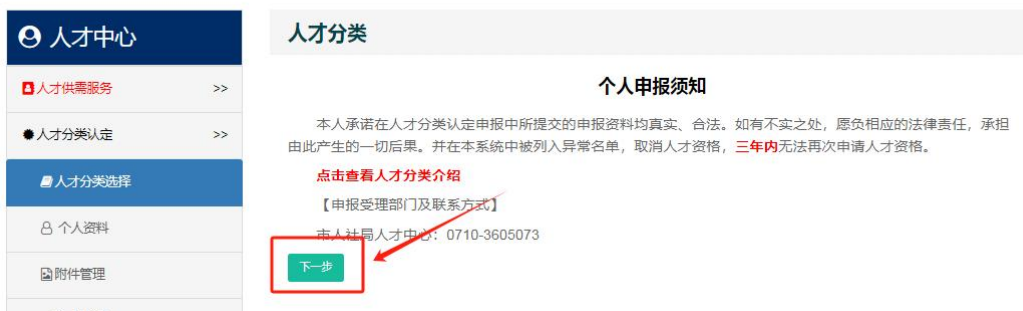 人才中心
人才供需服务 >>
人才分类认定 >>
人才分类选择
个人资料
附件管理
人才分类
个人申报须知
本人承诺在人才分类认定申报中所提交的申报资料均真实、合法。如有不实之处，愿负相应的法律责任，承担
由此产生的一切后果。并在本系统中被列入异常名单，取消人才资格，三年内无法再次申请人才资格。
点击查看人才分类介绍
【申报受理部门及联系方式】
市人社局人才中心：0710-3605073
下一步